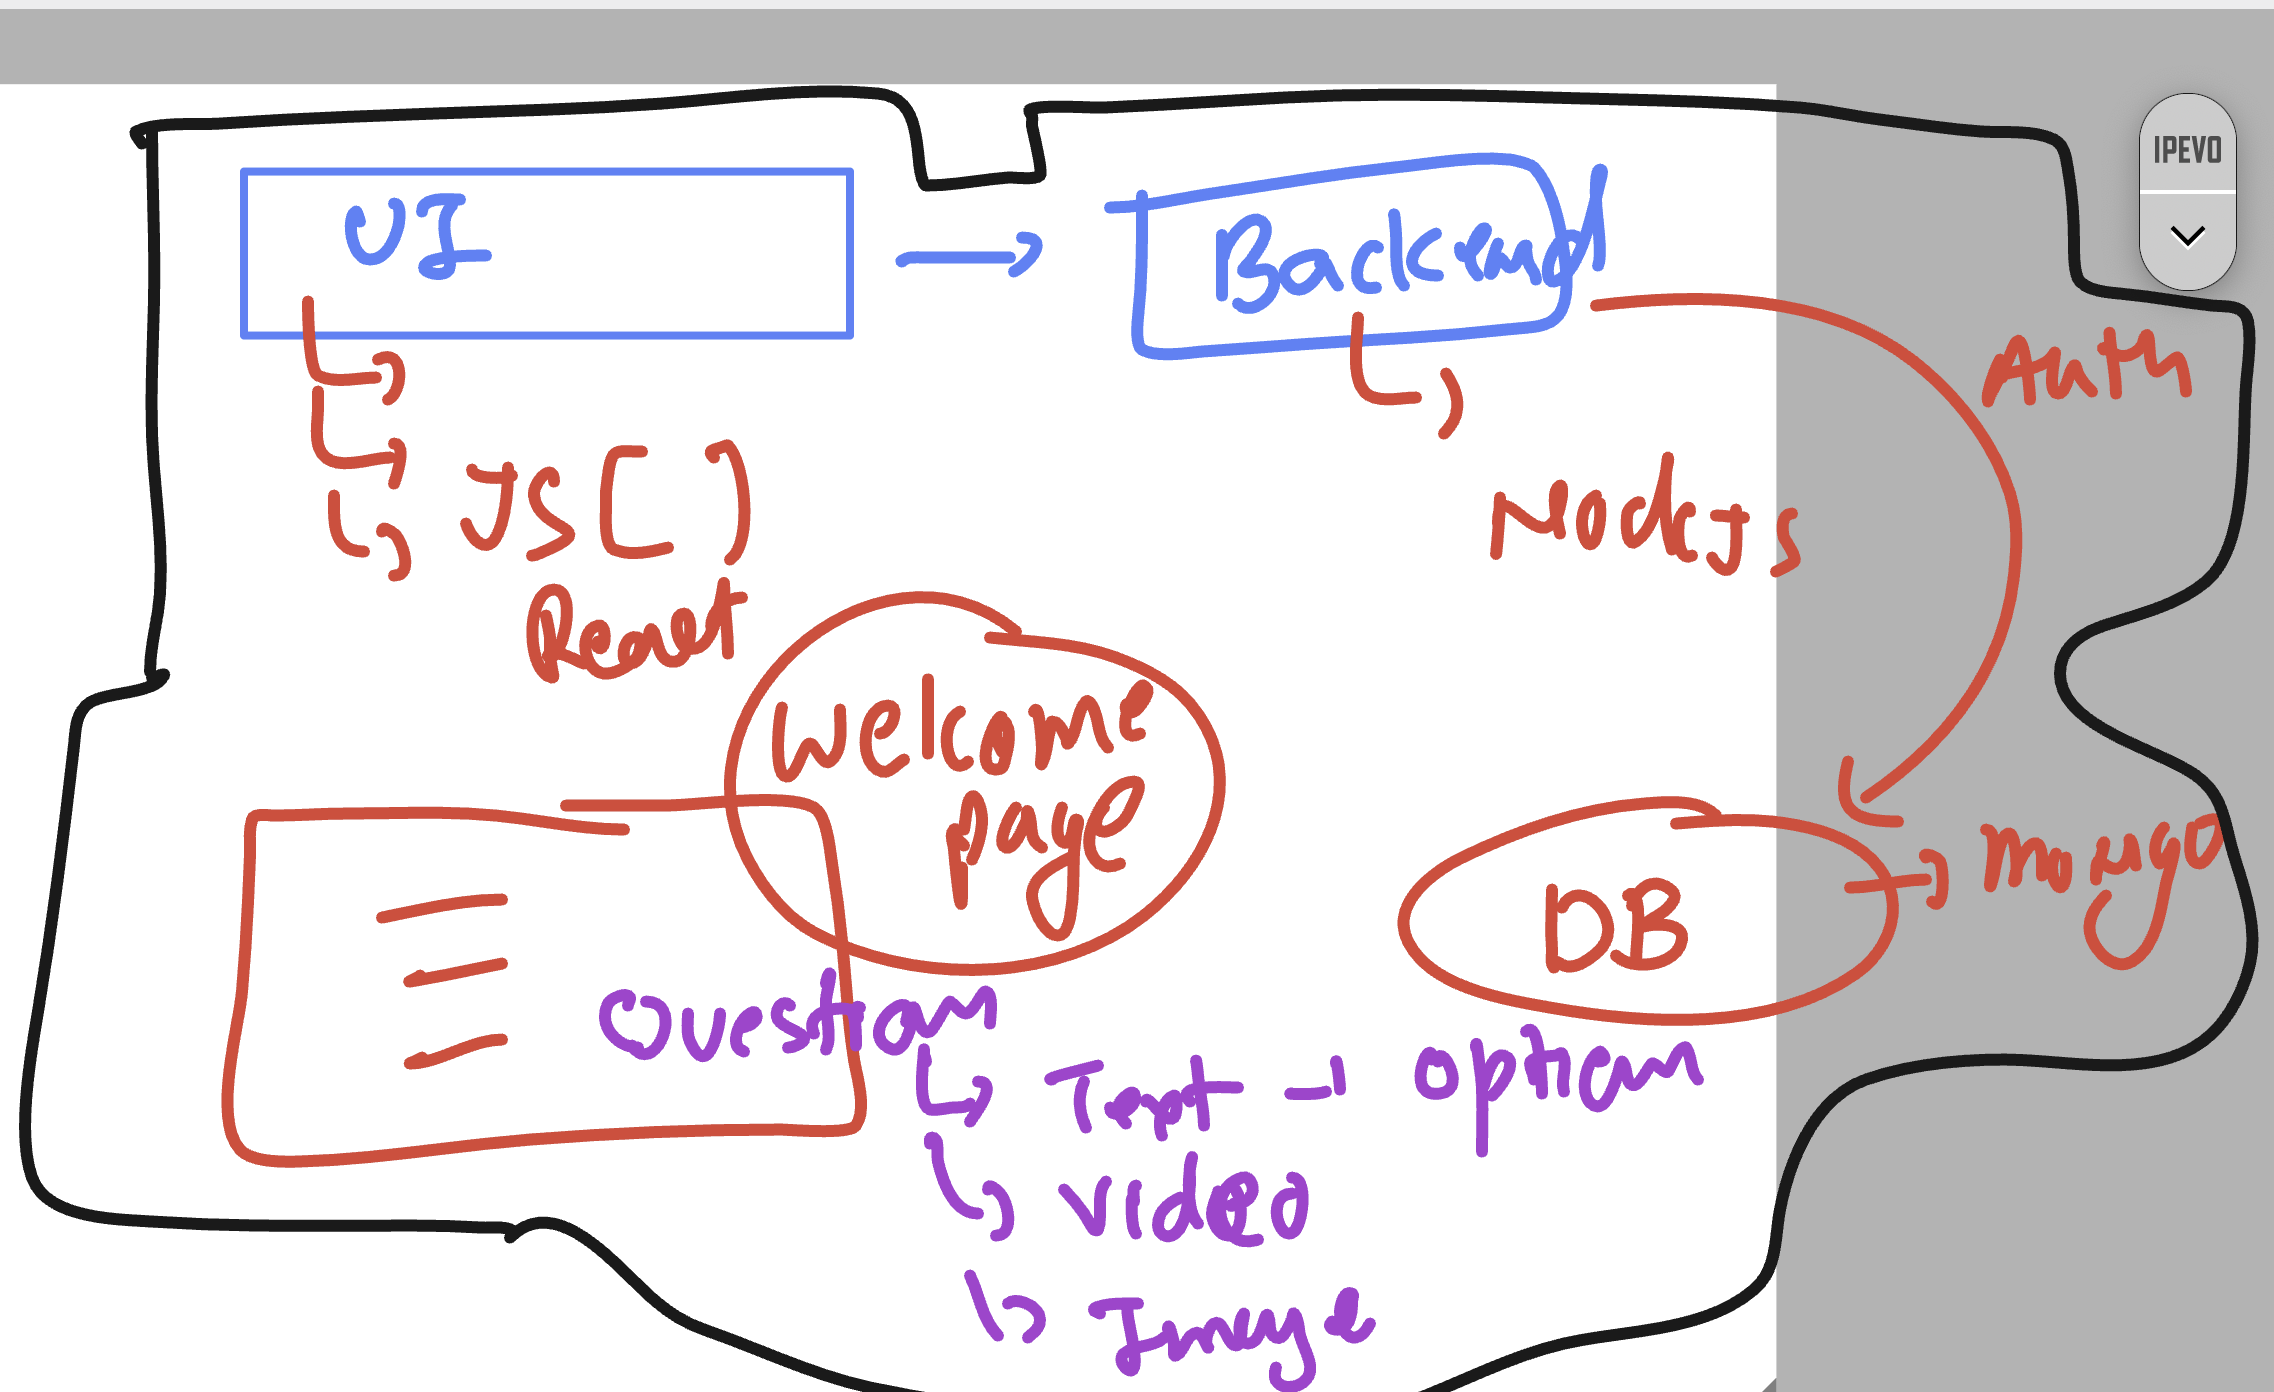 IPEVO
UI
Backend
Auth
JS [ ]
React
NodeJS
Welcome
page
mongo
DB
Question
Text - option
video
Image